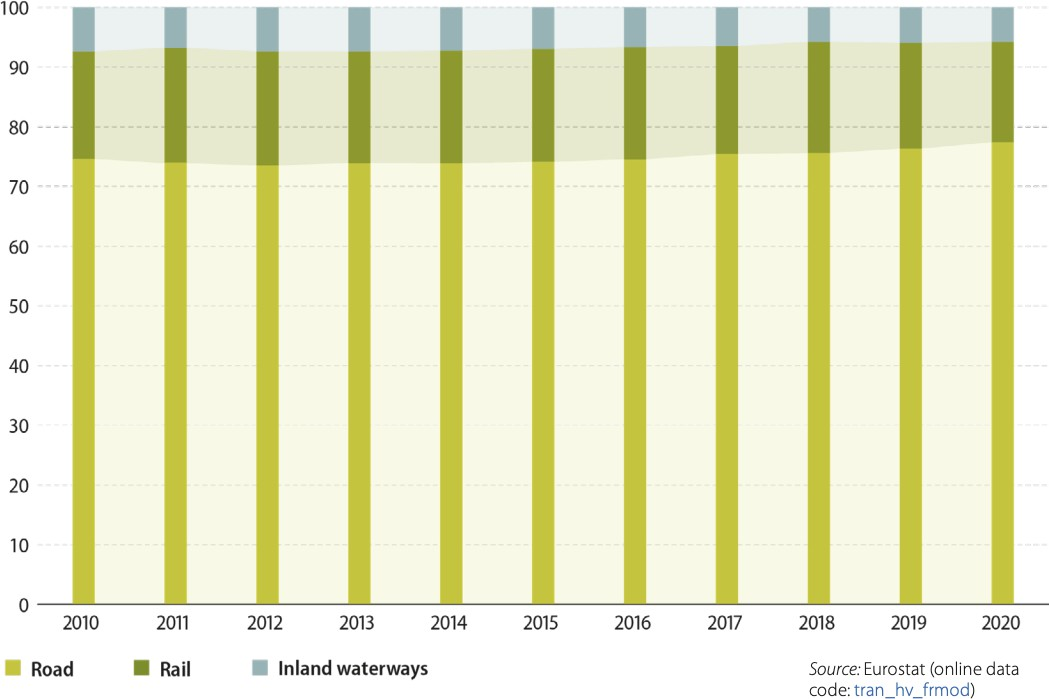 100
90
80
70
60
50
40
30
20
10
0
2010 2011 2012 2013 2014 2015 2016 2017 2018 2019 2020
Road Rail Inland waterways
Source: Eurostat (online data
code: tran_hv_frmod)